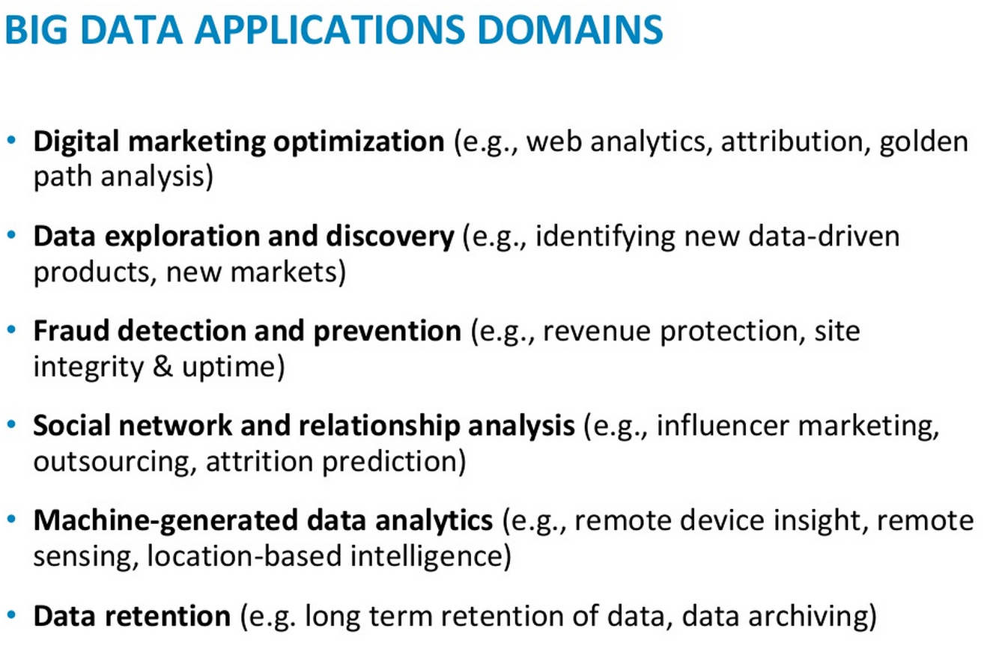 BIG DATA APPLICATIONS DOMAINS
• Digital marketing optimization (e.g., web analytics, attribution, golden
path analysis)
• Data exploration and discovery (e.g., identifying new data-driven
products, new markets)
• Fraud detection and prevention (e.g., revenue protection, site
integrity & uptime)
• Social network and relationship analysis (e.g., influencer marketing,
outsourcing, attrition prediction)
• Machine-generated data analytics (e.g., remote device insight, remote
sensing, location-based intelligence)
• Data retention (e.g. long term retention of data, data archiving)